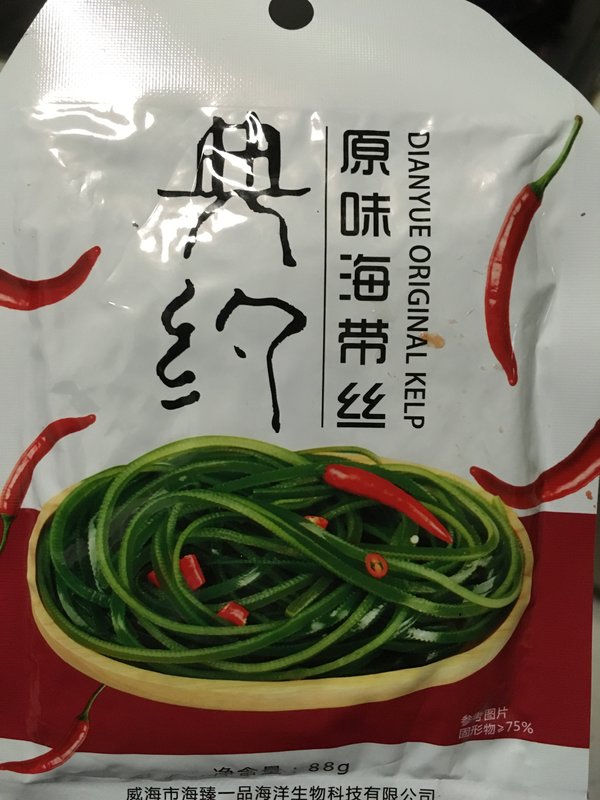 典约
原味海带丝
DIANYUE ORIGINAL KELP
参考图片
固形物≥75%
净含量：88g
威海市海臻一品海洋生物科技有限公司